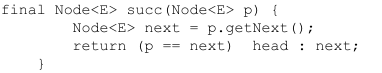 final Node<E> succ(Node<E> p) {
        Node<E> next = p.getNext();
        return (p == next)  head : next;
    }